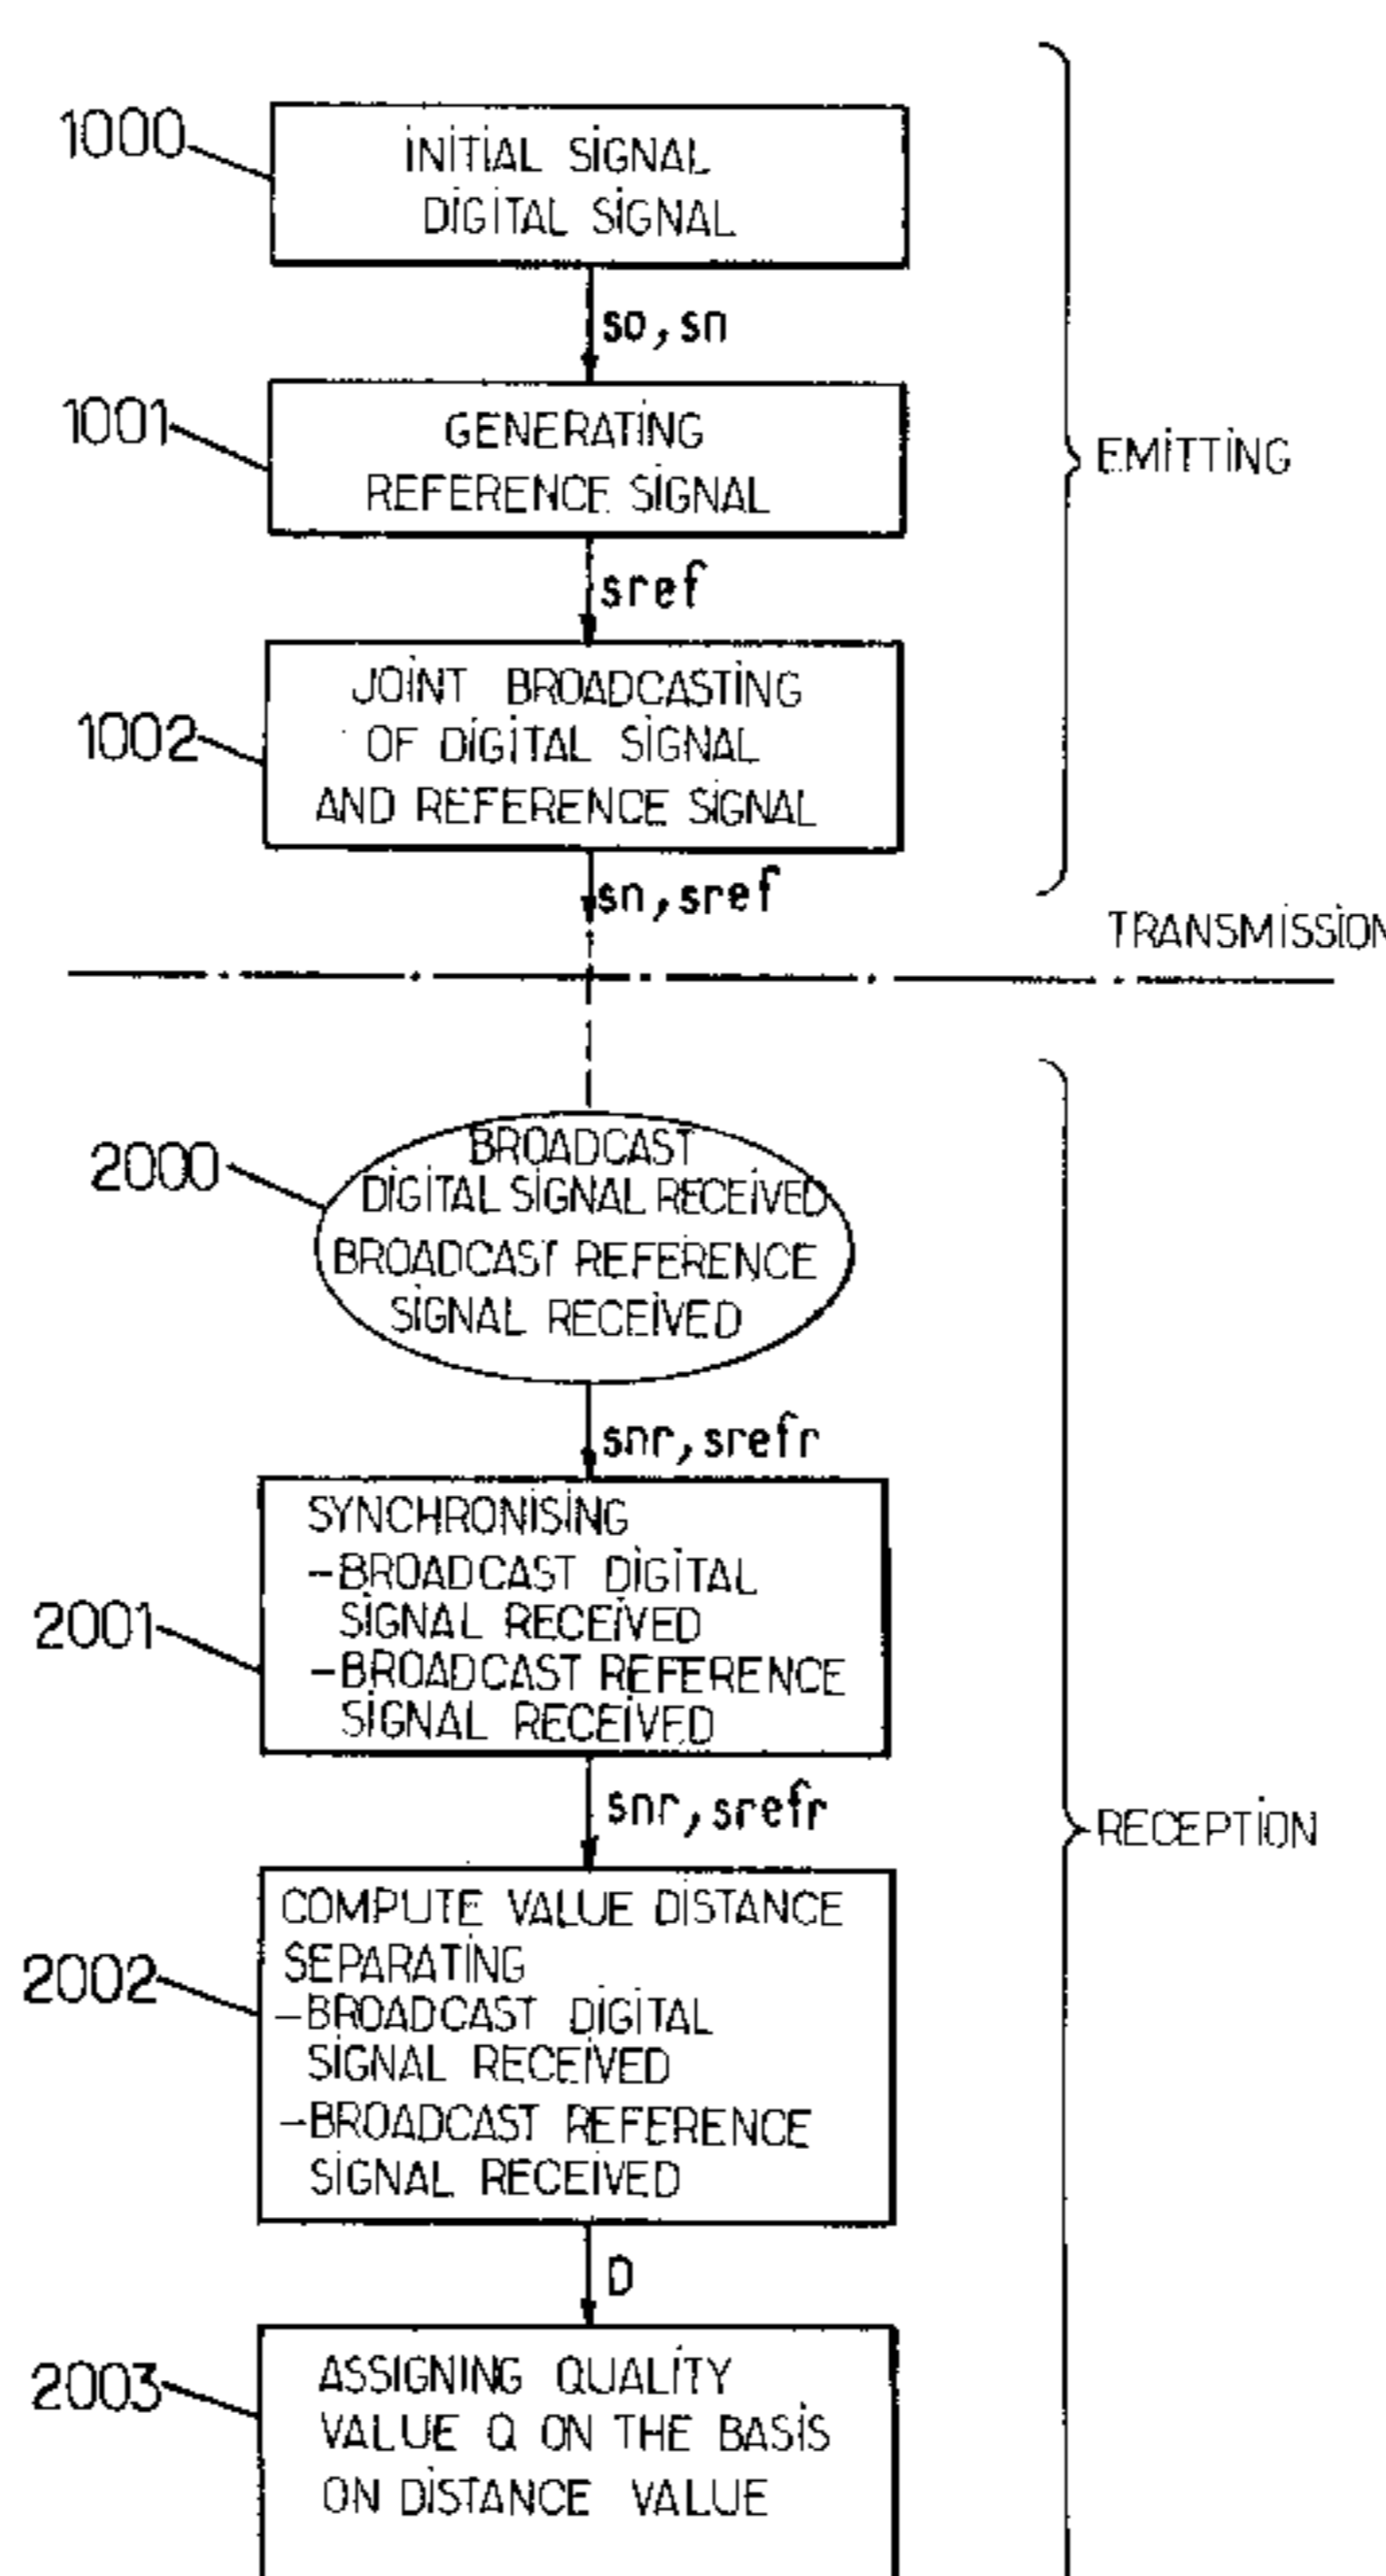 1000
INITIAL SIGNAL
DIGITAL SIGNAL
so, sn
1001
GENERATING
REFERENCE SIGNAL
EMITTING
sref
1002
JOINT BROADCASTING
OF DIGITAL SIGNAL
AND REFERENCE SIGNAL
sn, sref
TRANSMISSION
2000
BROADCAST
DIGITAL SIGNAL RECEIVED
BROADCAST REFERENCE
SIGNAL RECEIVED
snr, srefr
2001
SYNCHRONISING
-BROADCAST DIGITAL
SIGNAL RECEIVED
-BROADCAST REFERENCE
SIGNAL RECEIVED
snr, srefr
RECEPTION
2002
COMPUTE VALUE DISTANCE
SEPARATING
-BROADCAST DIGITAL
SIGNAL RECEIVED
-BROADCAST REFERENCE
SIGNAL RECEIVED
D
2003
ASSIGNING QUALITY
VALUE Q ON THE BASIS
ON DISTANCE VALUE